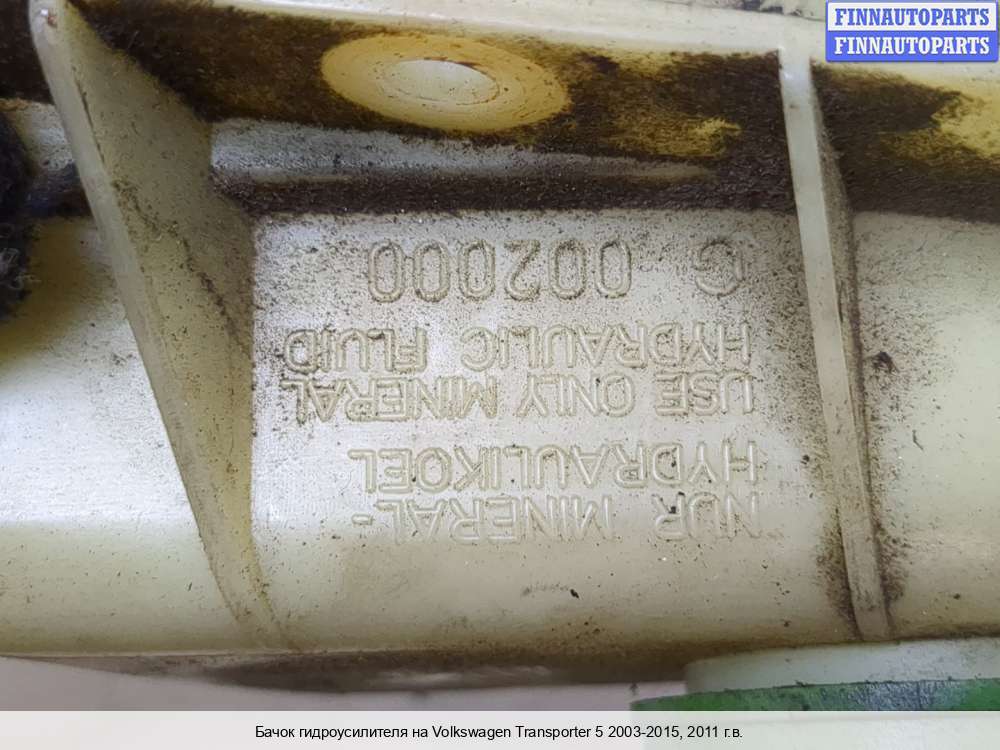 FINNAUTOPARTS
FINNAUTOPARTS
NUR MINERAL-
HYDRAULIKOEL
USE ONLY MINERAL
HYDRAULIC FLUID
G 002000
Бачок гидроусилителя на Volkswagen Transporter 5 2003-2015, 2011 г.в.